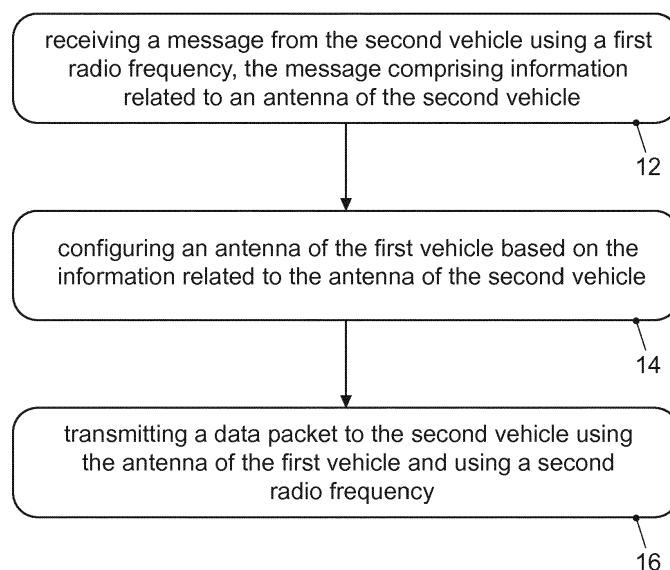 receiving a message from the second vehicle using a first
radio frequency, the message comprising information
related to an antenna of the second vehicle
12
configuring an antenna of the first vehicle based on the
information related to the antenna of the second vehicle
14
transmitting a data packet to the second vehicle using
the antenna of the first vehicle and using a second
radio frequency
16